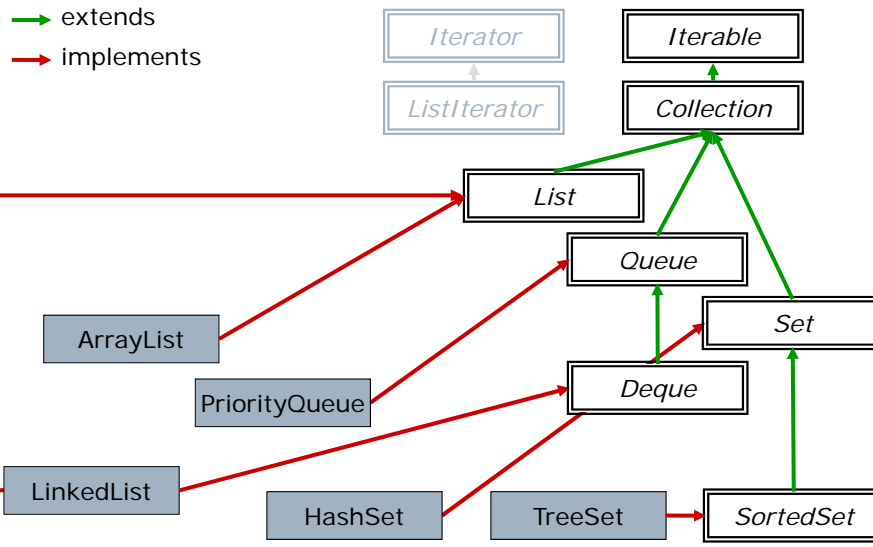 extends
implements
Iterator
Iterable
ListIterator
Collection
List
Queue
Set
ArrayList
Deque
PriorityQueue
LinkedList
HashSet
TreeSet
SortedSet